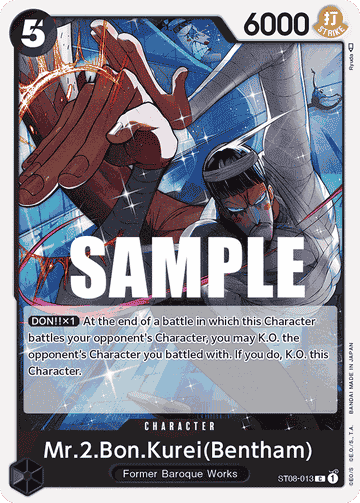 5
6000
打
STRIKE
Ryuda
SAMPLE
DON!!×1 At the end of a battle in which this Character
battles your opponent's Character, you may K.O. the
opponent's Character you battled with. If you do, K.O. this
Character.
CHARACTER
Mr.2.Bon.Kurei(Bentham)
Former Baroque Works
ST08-013 C 1
©E.O/S ©E.O./S., T.A. BANDAI MADE IN JAPAN